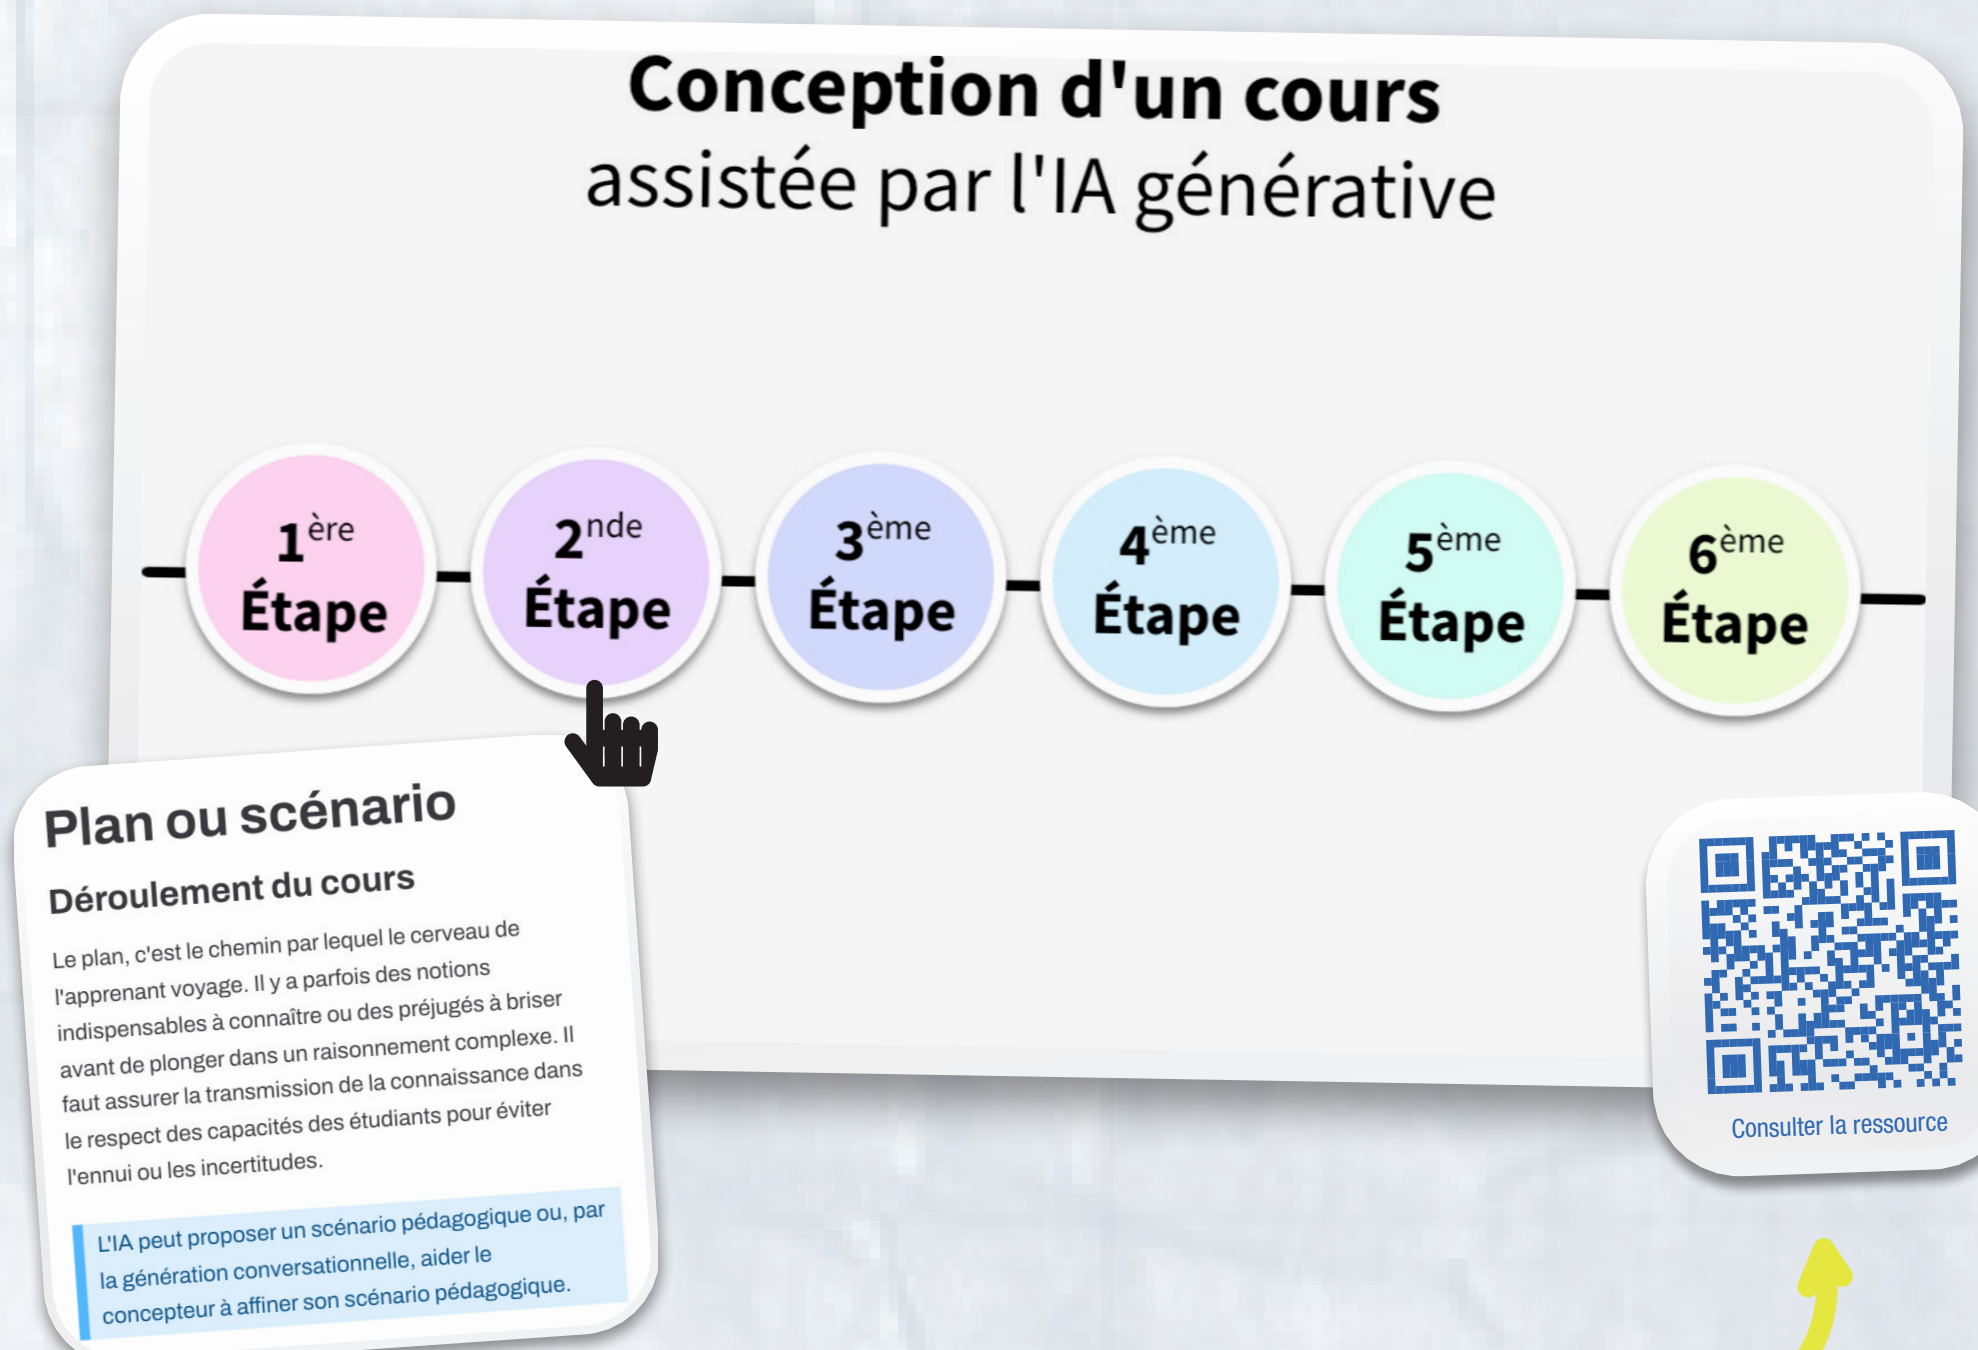 Conception d'un cours
assistée par l'IA générative
1ère
Étape
2nde
Étape
3ème
Étape
4ème
Étape
5ème
Étape
6ème
Étape
Plan ou scénario
Déroulement du cours
Le plan, c'est le chemin par lequel le cerveau de
l'apprenant voyage. Il y a parfois des notions
indispensables à connaître ou des préjugés à briser
avant de plonger dans un raisonnement complexe. Il
faut assurer la transmission de la connaissance dans
le respect des capacités des étudiants pour éviter
l'ennui ou les incertitudes.
L'IA peut proposer un scénario pédagogique ou, par
la génération conversationnelle, aider le
concepteur à affiner son scénario pédagogique.
Consulter la ressource